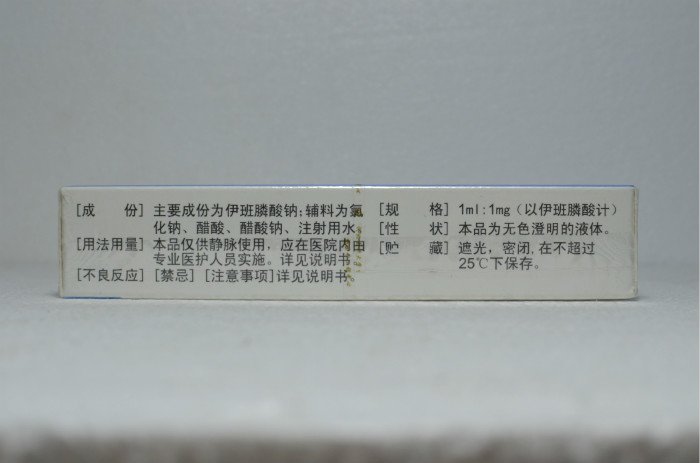 [成　份] 主要成份为伊班膦酸钠;辅料为氯
化钠、醋酸、醋酸钠、注射用水
[用法用量] 本品仅供静脉使用，应在医院内由
专业医护人员实施。详见说明书
[不良反应] [禁忌] [注意事项]详见说明书
[规　格] 1ml:1mg（以伊班膦酸计）
[性　状] 本品为无色澄明的液体。
[贮　藏] 遮光，密闭,在不超过
25℃下保存。